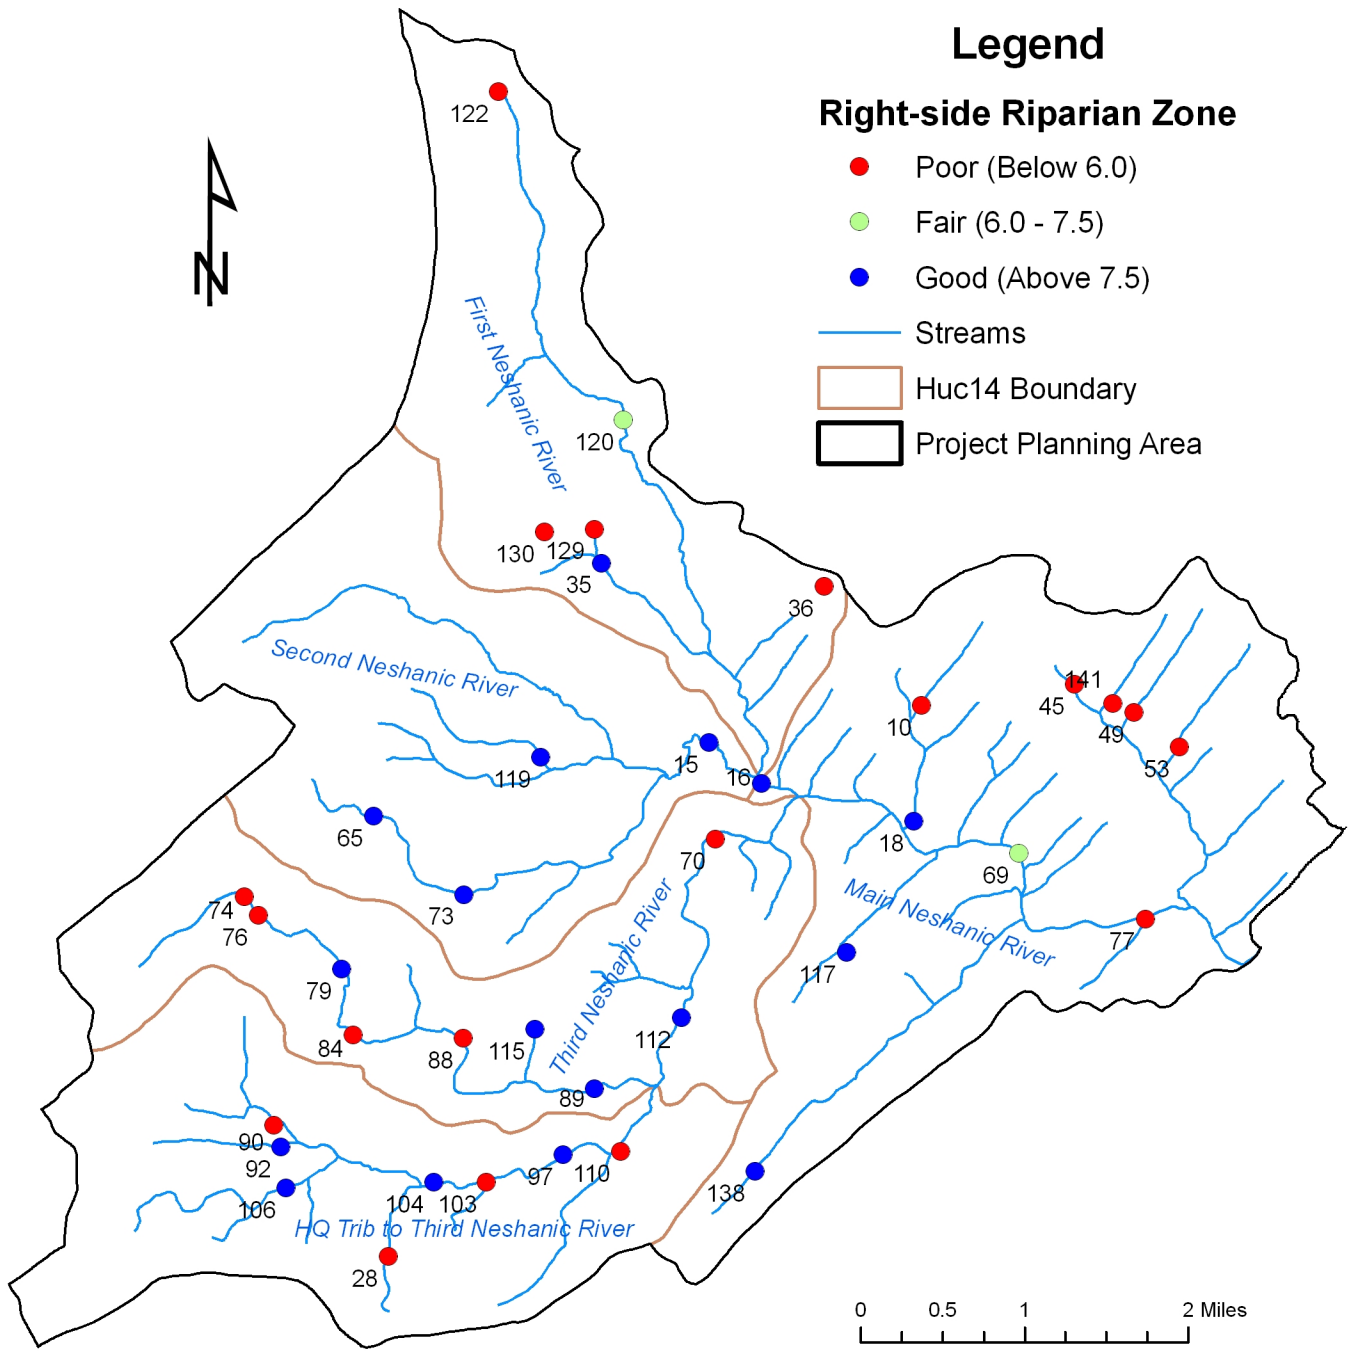 Legend
Right-side Riparian Zone
Poor (Below 6.0)
Fair (6.0 - 7.5)
Good (Above 7.5)
Streams
Huc14 Boundary
Project Planning Area
N
122
First Neshanic River
120
130
129
35
36
Second Neshanic River
141
45
10
49
15
16
53
119
65
18
70
69
74
73
Main Neshanic River
76
77
117
79
Third Neshanic River
84
88
115
112
89
90
92
97
110
106
104
103
138
HQ Trib to Third Neshanic River
28
0
0.5
1
2 Miles